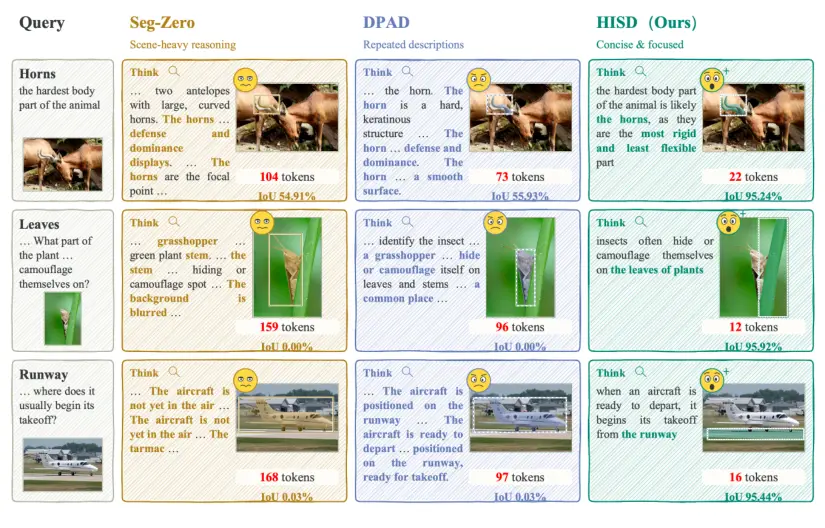 Query
Seg-Zero
Scene-heavy reasoning
DPAD
Repeated descriptions
HISD（Ours）
Concise & focused
Horns
the hardest body
part of the animal
Think
… two antelopes
with large, curved
horns. The horns …
defense and
dominance
displays. … The
horns are the focal
point …
104 tokens
IoU 54.91%
Think
… the horn. The
horn is a hard,
keratinous
structure … The
horn … defense and
dominance. The
horn … a smooth
surface.
73 tokens
IoU 55.93%
Think
the hardest body part
of the animal is likely
the horns, as they
are the most rigid
and least flexible
part
22 tokens
IoU 95.24%
Leaves
… What part of
the plant …
camouflage
themselves on?
Think
… grasshopper …
green plant stem. … the
stem … hiding or
camouflage spot … The
background is
blurred …
159 tokens
IoU 0.00%
Think
… identify the insect …
a grasshopper … hide
or camouflage itself on
leaves and stems … a
common place …
96 tokens
IoU 0.00%
Think
insects often hide or
camouflage themselves
on the leaves of plants
12 tokens
IoU 95.92%
Runway
… where does it
usually begin its
takeoff?
Think
… The aircraft is
not yet in the air …
The aircraft is not
yet in the air … The
tarmac …
168 tokens
IoU 0.03%
Think
… The aircraft is
positioned on the
runway … The
aircraft is ready to
depart … positioned
on the runway,
ready for takeoff.
97 tokens
IoU 0.03%
Think
when an aircraft is
ready to depart, it
begins its takeoff
from the runway
16 tokens
IoU 95.44%